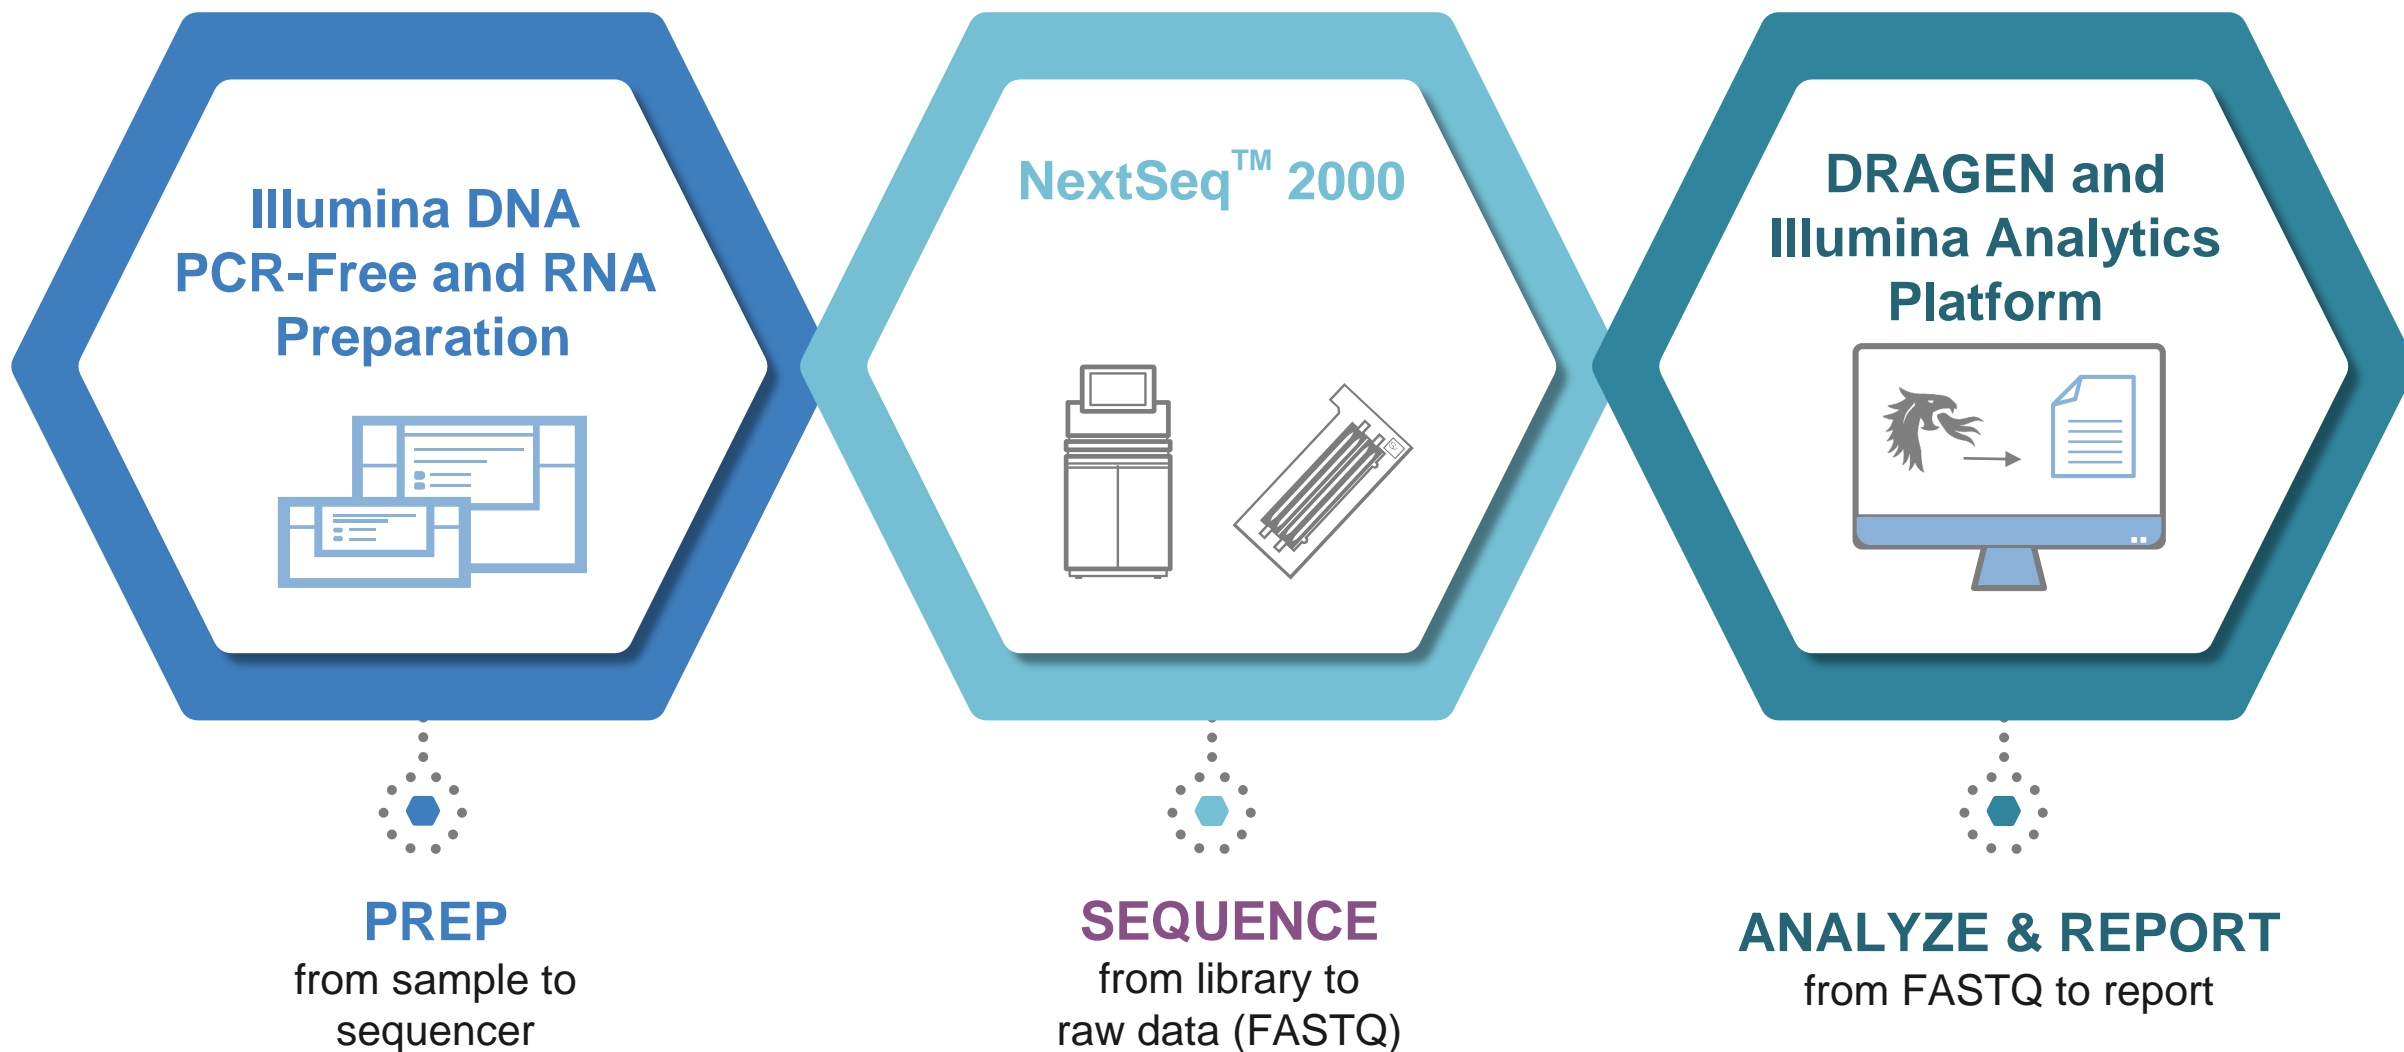 Illumina DNA
PCR-Free and RNA
Preparation
NextSeq™ 2000
DRAGEN and
Illumina Analytics
Platform
PREP
from sample to
sequencer
SEQUENCE
from library to
raw data (FASTQ)
ANALYZE & REPORT
from FASTQ to report